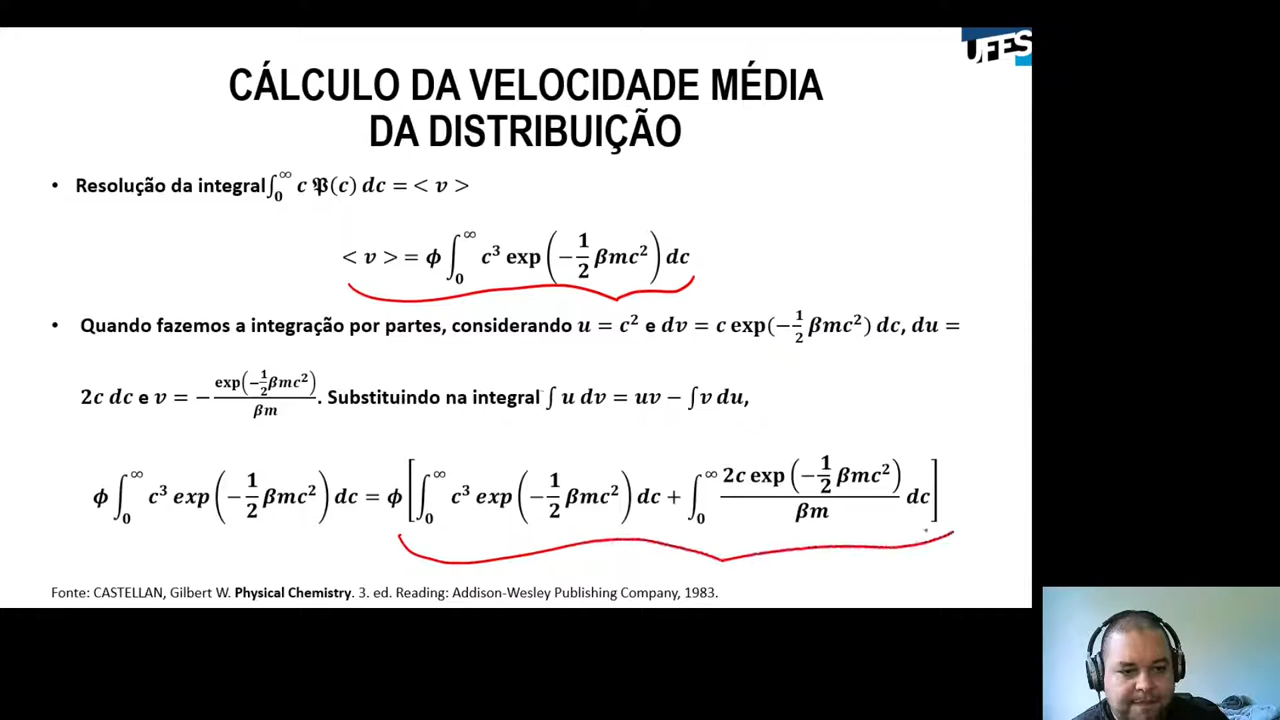 UFES
CÁLCULO DA VELOCIDADE MÉDIA
DA DISTRIBUIÇÃO
• Resolução da integral ∫₀^∞ c 𝕻(c) dc = < v >
< v > = ϕ ∫₀^∞ c³ exp(−1/2 βmc²) dc
• Quando fazemos a integração por partes, considerando u = c² e dv = c exp(−1/2 βmc²) dc, du =
2c dc e v = − exp(−1/2 βmc²)/βm. Substituindo na integral ∫ u dv = uv − ∫ v du,
ϕ ∫₀^∞ c³ exp(−1/2 βmc²) dc = ϕ [∫₀^∞ c³ exp(−1/2 βmc²) dc + ∫₀^∞ 2c exp(−1/2 βmc²)/βm dc]
Fonte: CASTELLAN, Gilbert W. Physical Chemistry. 3. ed. Reading: Addison-Wesley Publishing Company, 1983.